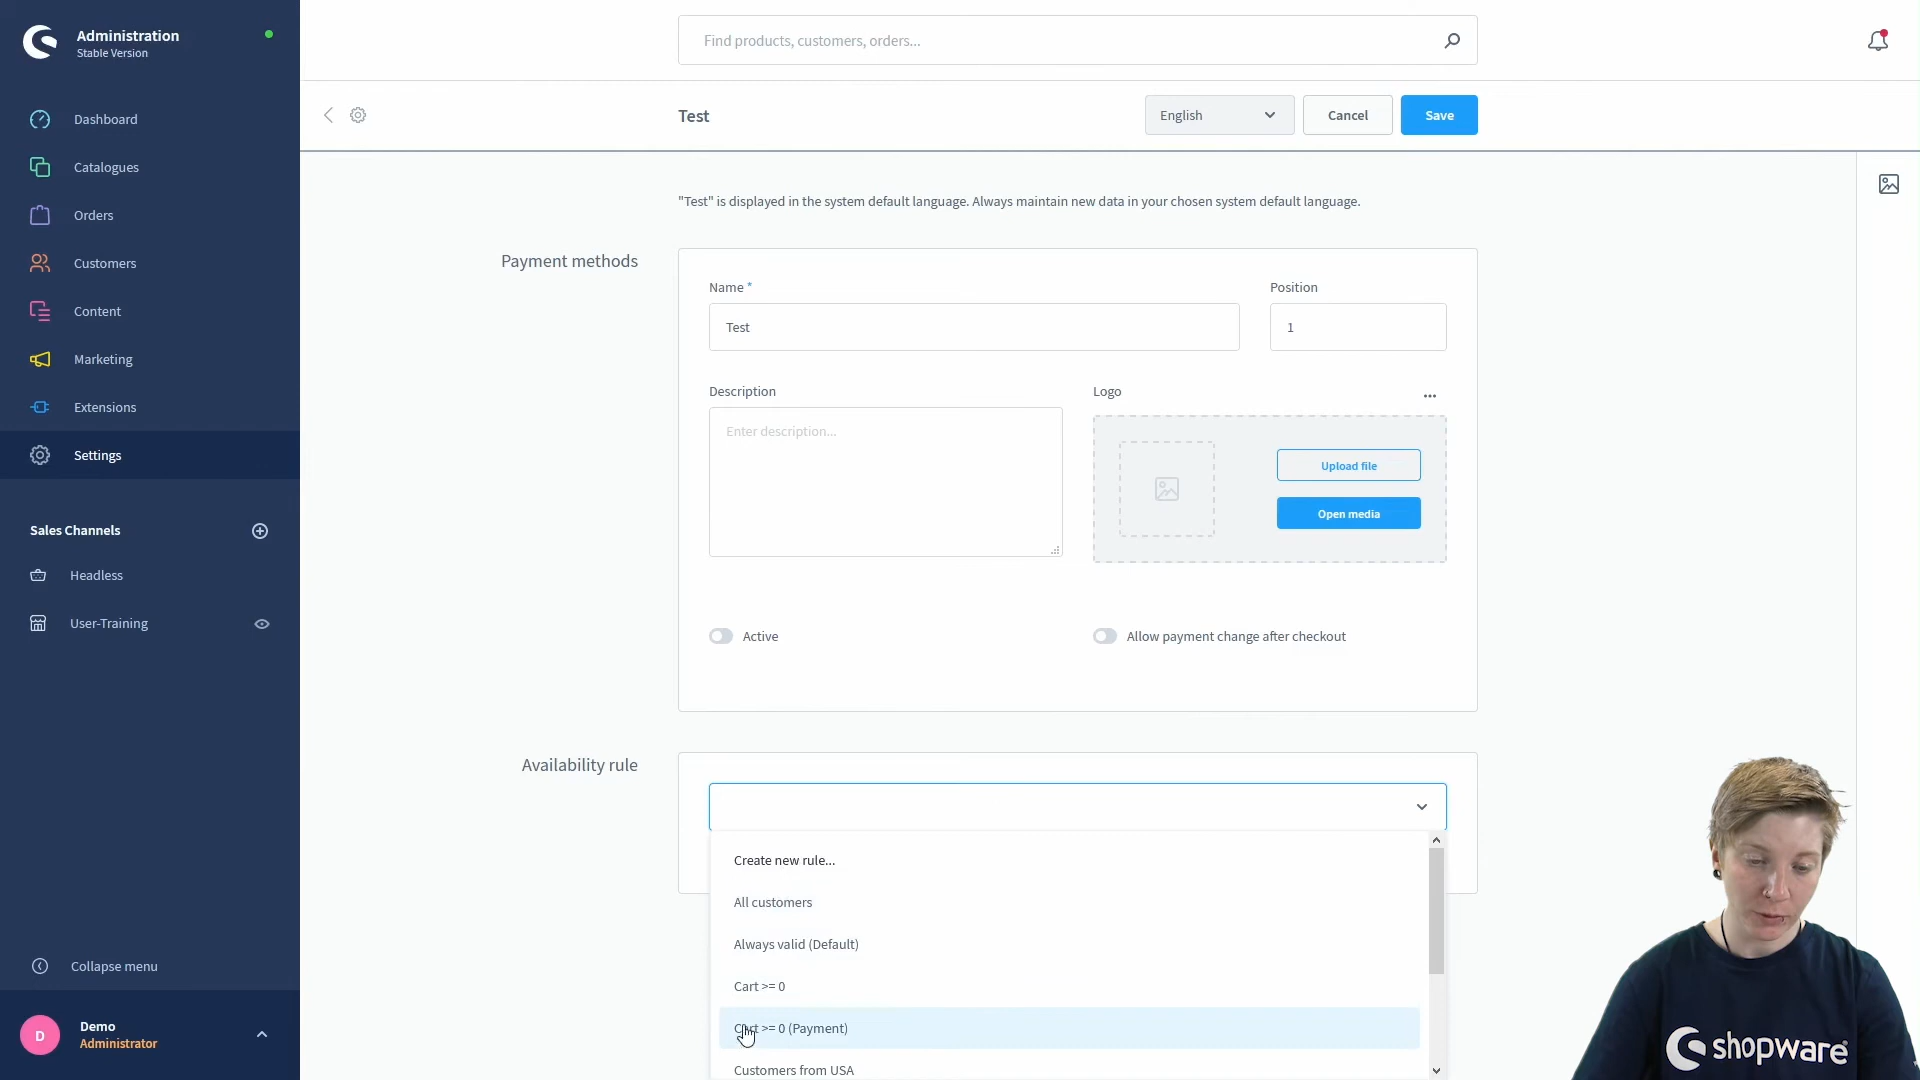 Administration
Stable Version
Find products, customers, orders...
Test
English
Cancel
Save
Dashboard
Catalogues
Orders
Customers
Content
Marketing
Extensions
Settings
Sales Channels
Headless
User-Training
Collapse menu
D
Demo
Administrator
"Test" is displayed in the system default language. Always maintain new data in your chosen system default language.
Payment methods
Name *
Position
Test
1
Description
Logo
Enter description...
Upload file
Open media
Active
Allow payment change after checkout
Availability rule
Create new rule...
All customers
Always valid (Default)
Cart >= 0
Cart >= 0 (Payment)
Customers from USA
shopware